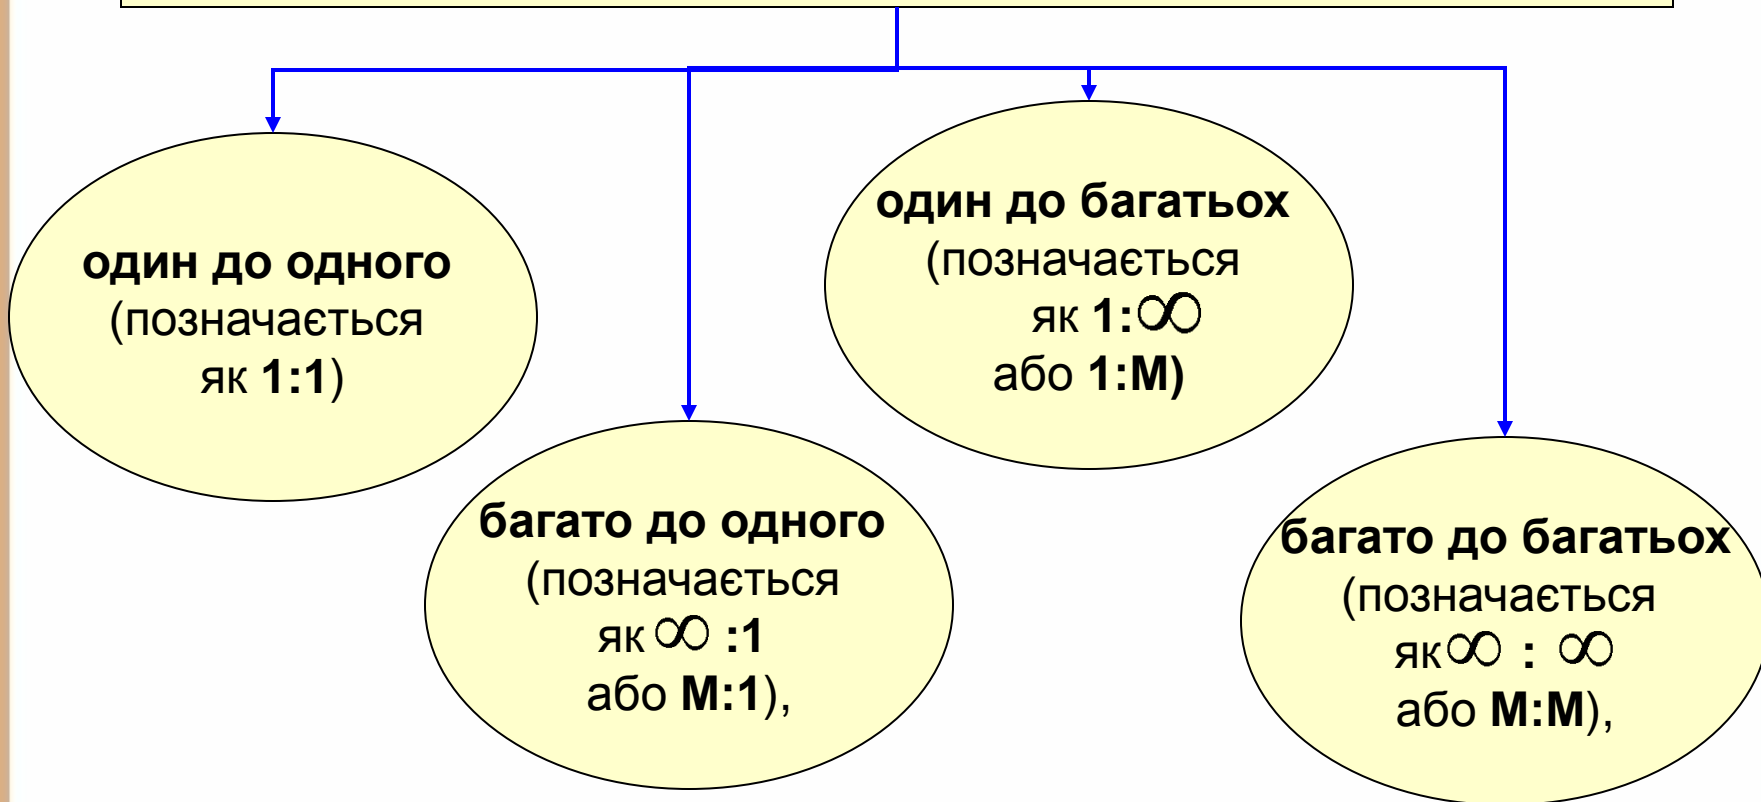 один до одного
(позначається
як 1:1)
багато до одного
(позначається
як ∞ :1
або М:1),
один до багатьох
(позначається
як 1:∞
або 1:М)
багато до багатьох
(позначається
як ∞ : ∞
або М:М),